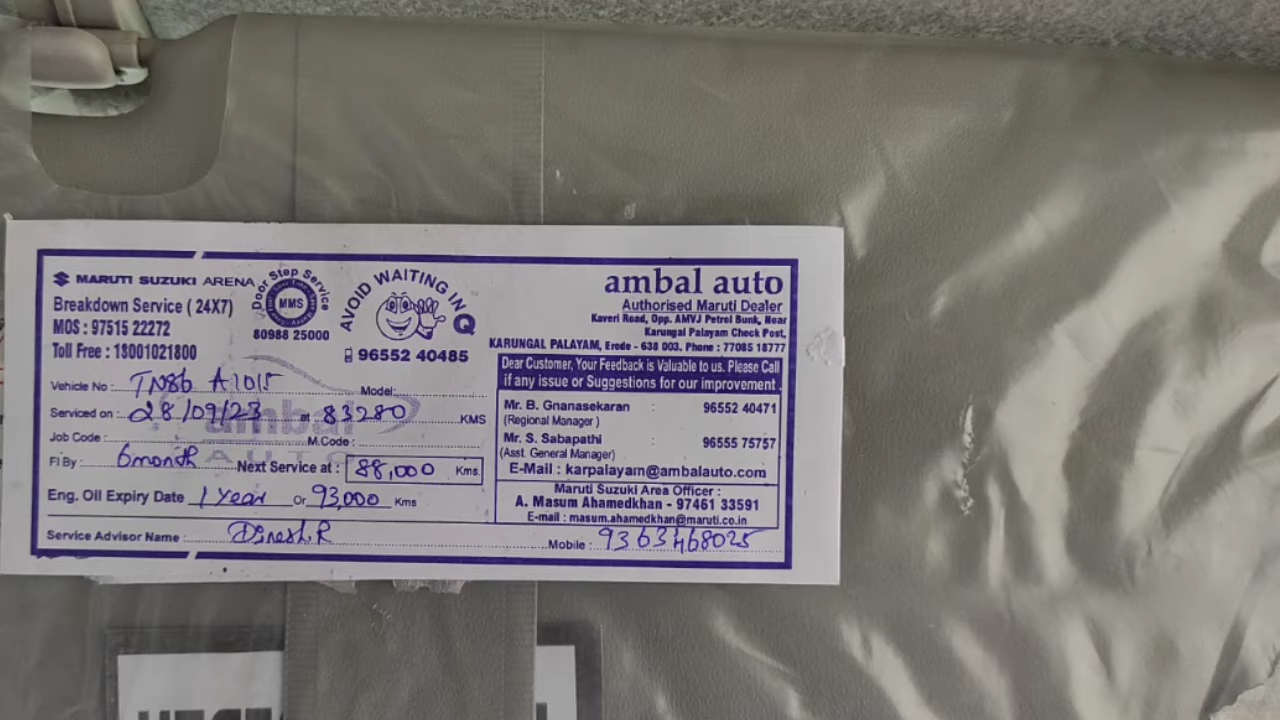 MARUTI SUZUKI ARENA
Breakdown Service ( 24X7)
MOS : 97515 22272
Toll Free : 18001021800
Door Step Service
MMS
80988 25000
AVOID WAITING IN Q
96552 40485
ambal auto
Authorised Maruti Dealer
Kaveri Road, Opp. AMVJ Petrol Bunk, Near
Karungal Palayam Check Post,
KARUNGAL PALAYAM, Erode - 638 003. Phone : 77085 18777
Dear Customer, Your Feedback is Valuable to us. Please Call
if any issue or Suggestions for our improvement.
Mr. B. Gnanasekaran : 96552 40471
(Regional Manager )
Mr. S. Sabapathi : 96555 75757
(Asst. General Manager)
E-Mail : karpalayam@ambalauto.com
Maruti Suzuki Area Officer :
A. Masum Ahamedkhan - 97461 33591
E-mail : masum.ahamedkhan@maruti.co.in
Vehicle No : TN86 A1015 Model:
Serviced on : 28/09/23 at 83280 KMS
ambal
AUTO
Job Code : M.Code :
FI By : 6month Next Service at : 88,000 Kms.
Eng. Oil Expiry Date 1 Year Or 93,000 Kms
Service Advisor Name : Dinesh.R Mobile : 9363468025